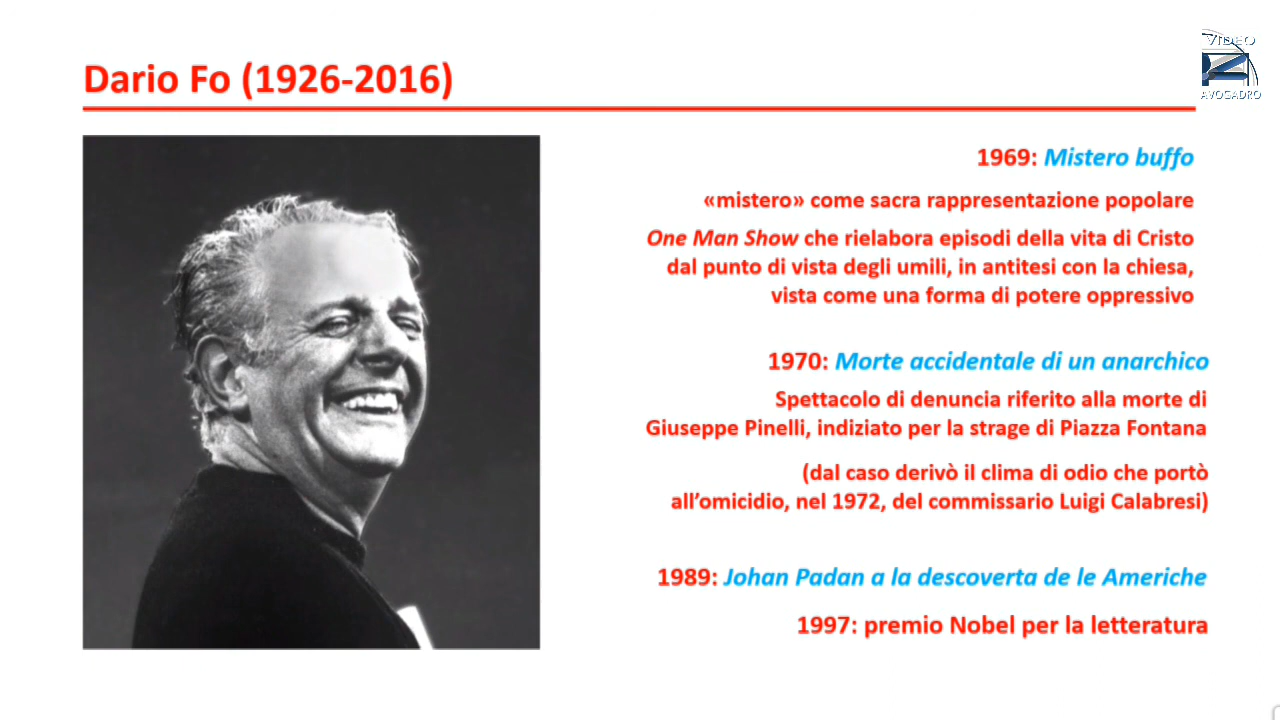 VIDEO
AVOGADRO
Dario Fo (1926-2016)
1969: Mistero buffo
«mistero» come sacra rappresentazione popolare
One Man Show che rielabora episodi della vita di Cristo
dal punto di vista degli umili, in antitesi con la chiesa,
vista come una forma di potere oppressivo
1970: Morte accidentale di un anarchico
Spettacolo di denuncia riferito alla morte di
Giuseppe Pinelli, indiziato per la strage di Piazza Fontana
(dal caso derivò il clima di odio che portò
all’omicidio, nel 1972, del commissario Luigi Calabresi)
1989: Johan Padan a la descoverta de le Americhe
1997: premio Nobel per la letteratura